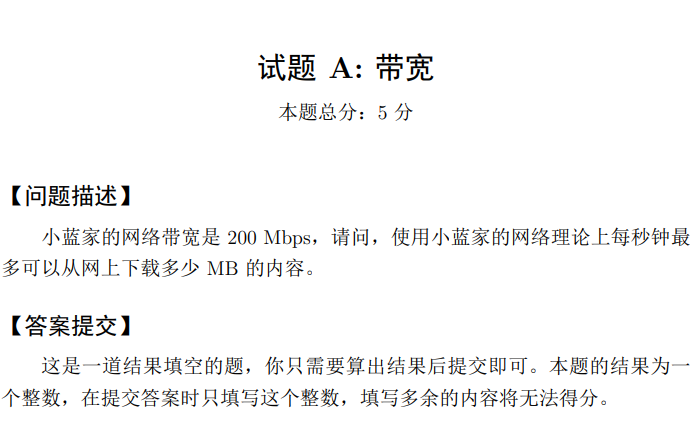 试题 A: 带宽
本题总分：5 分
【问题描述】
小蓝家的网络带宽是 200 Mbps，请问，使用小蓝家的网络理论上每秒钟最
多可以从网上下载多少 MB 的内容。
【答案提交】
这是一道结果填空的题，你只需要算出结果后提交即可。本题的结果为一
个整数，在提交答案时只填写这个整数，填写多余的内容将无法得分。